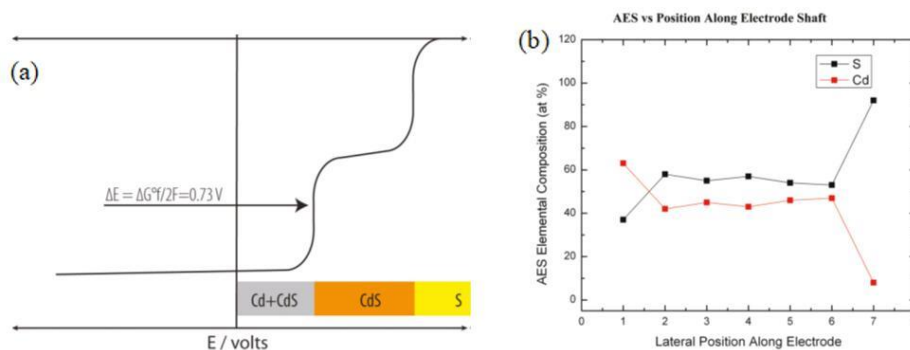 (a)
ΔE = ΔG°f/2F=0.73 V
Cd+CdS CdS S
E / volts
(b)
AES vs Position Along Electrode Shaft
S
Cd
AES Elemental Composition (at %)
120
100
80
60
40
20
0
0 1 2 3 4 5 6 7
Lateral Position Along Electrode